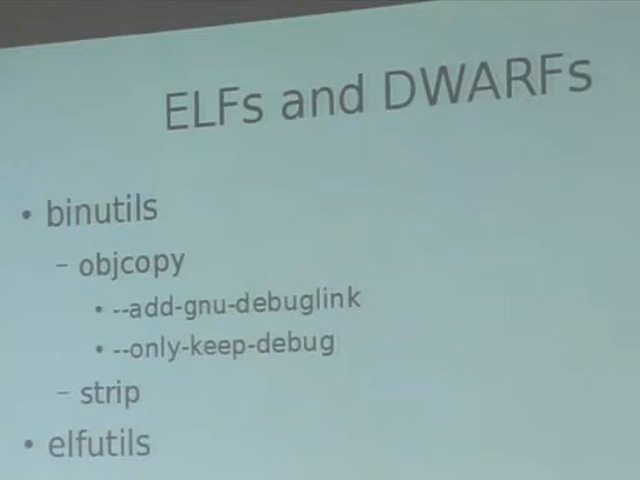 ELFs and DWARFs
• binutils
– objcopy
• --add-gnu-debuglink
• --only-keep-debug
– strip
• elfutils